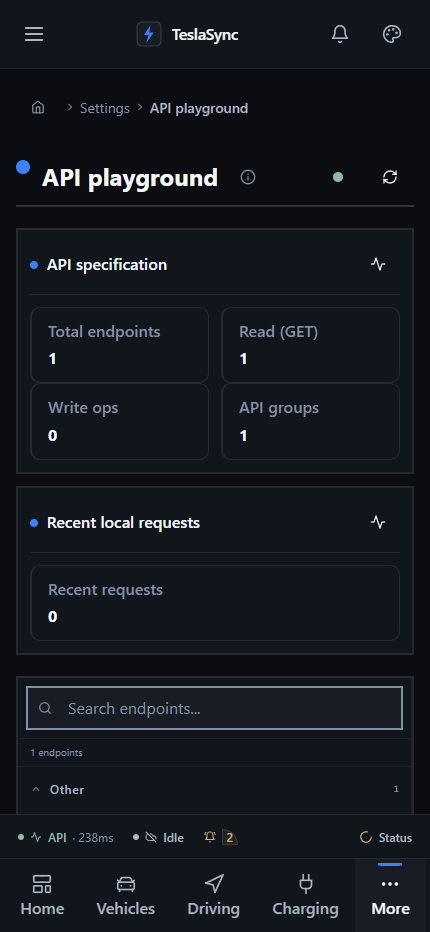 TeslaSync
Settings API playground
API playground
API specification
Total endpoints
1
Read (GET)
1
Write ops
0
API groups
1
Recent local requests
Recent requests
0
Search endpoints...
1 endpoints
Other 1
API · 238ms Idle 2 Status
Home Vehicles Driving Charging More